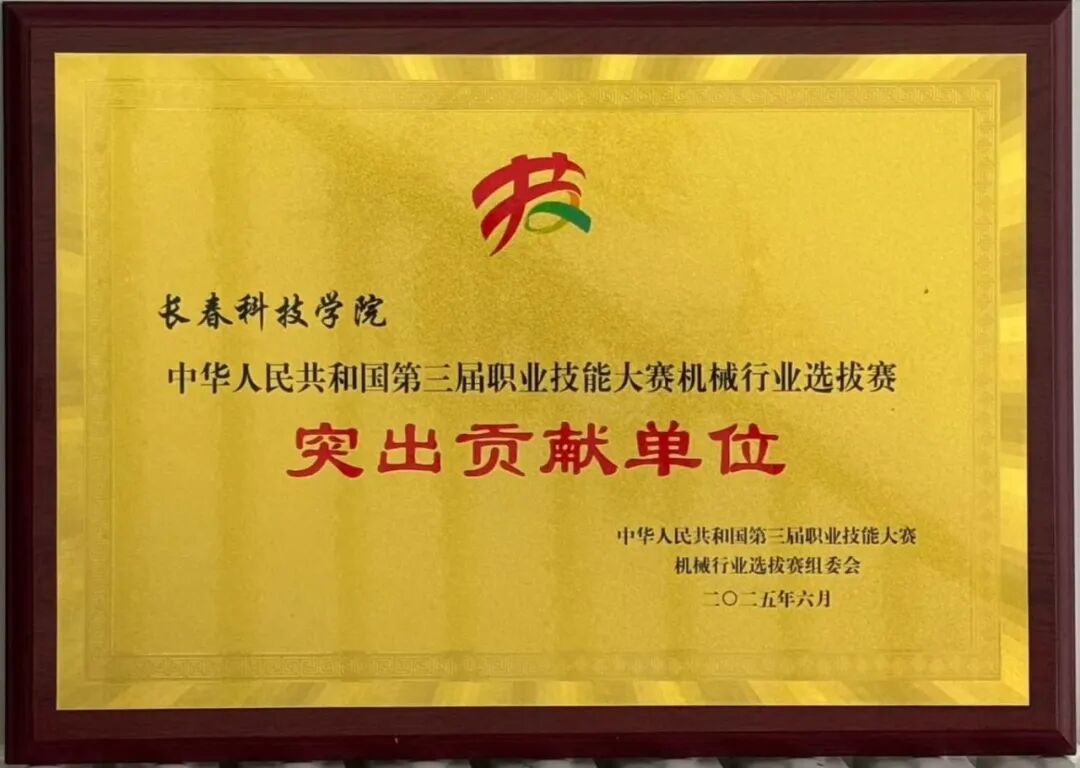 长春科技学院
中华人民共和国第三届职业技能大赛机械行业选拔赛
突出贡献单位
中华人民共和国第三届职业技能大赛
机械行业选拔赛组委会
二〇二五年六月